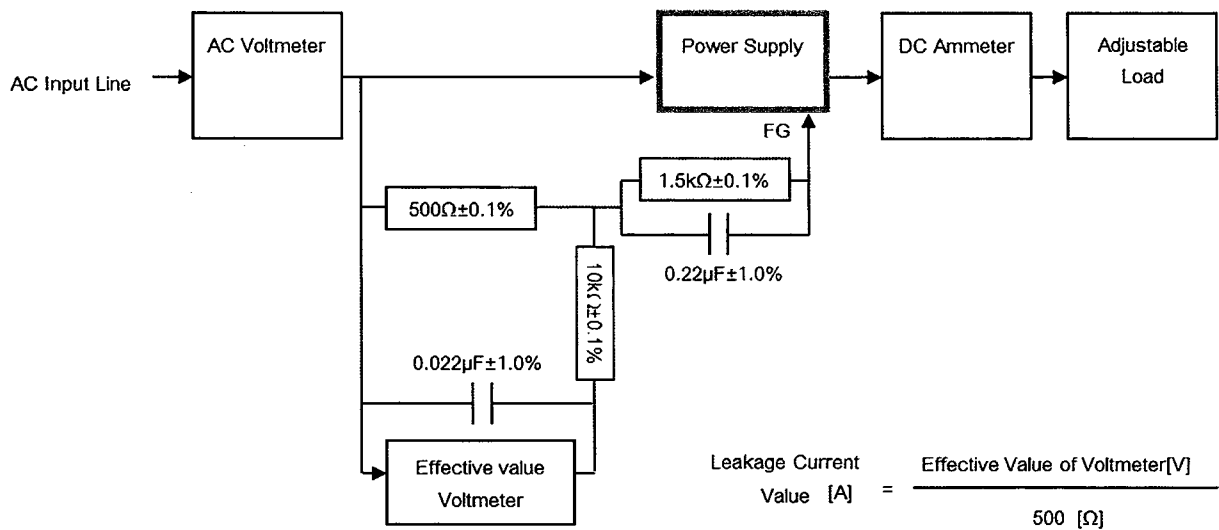 AC Input Line
AC Voltmeter
Power Supply
DC Ammeter
Adjustable
Load
FG
500Ω±0.1%
1.5kΩ±0.1%
0.22µF±1.0%
10kΩ±0.1%
0.022µF±1.0%
Effective value
Voltmeter
Leakage Current
Value [A]
=
Effective Value of Voltmeter[V]
500 [Ω]